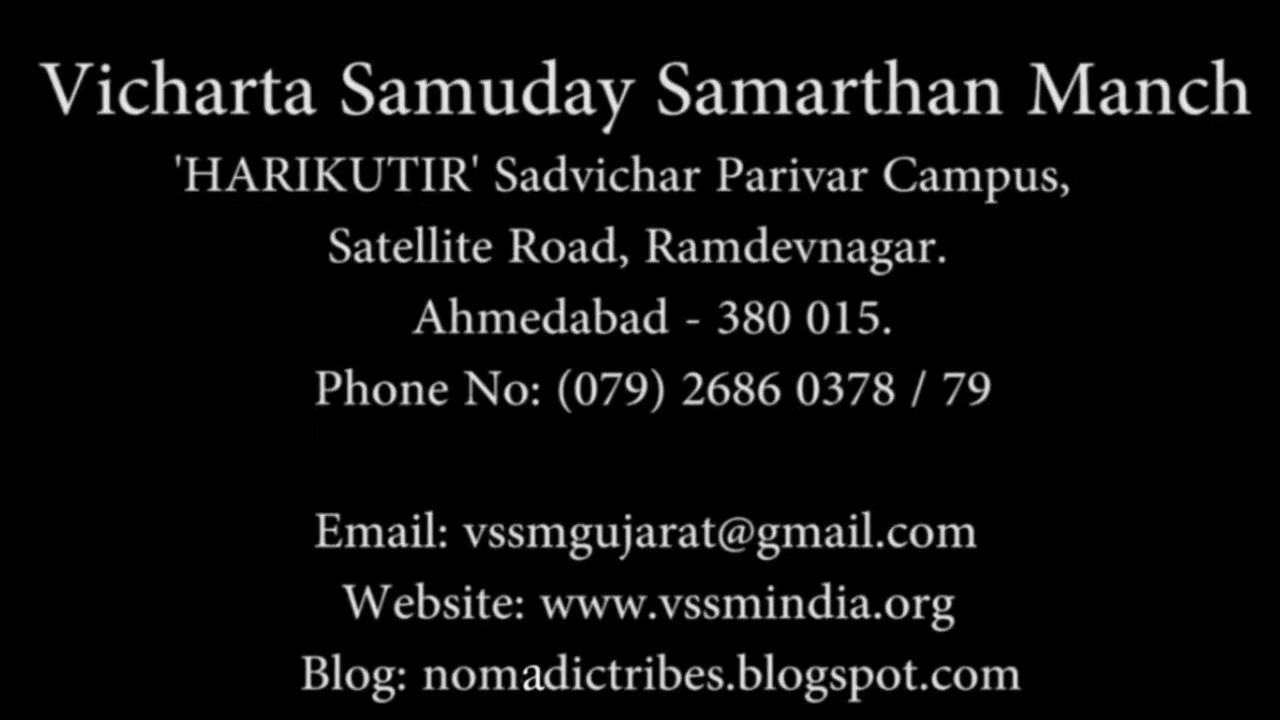 Vicharta Samuday Samarthan Manch
'HARIKUTIR' Sadvichar Parivar Campus,
Satellite Road, Ramdevnagar.
Ahmedabad - 380 015.
Phone No: (079) 2686 0378 / 79
Email: vssmgujarat@gmail.com
Website: www.vssmindia.org
Blog: nomadictribes.blogspot.com